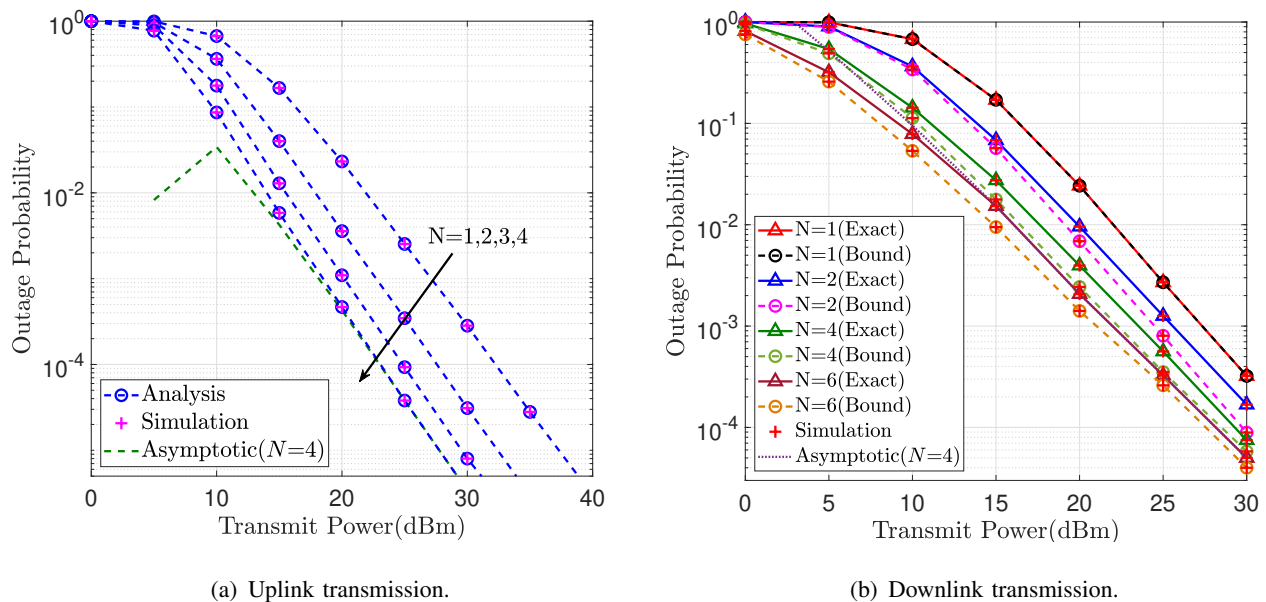 10^0
10^-2
10^-4
Outage Probability
N=1,2,3,4
Analysis
Simulation
Asymptotic(N=4)
0 10 20 30 40
Transmit Power(dBm)
(a) Uplink transmission.
10^0
10^-1
10^-2
10^-3
10^-4
Outage Probability
N=1(Exact)
N=1(Bound)
N=2(Exact)
N=2(Bound)
N=4(Exact)
N=4(Bound)
N=6(Exact)
N=6(Bound)
Simulation
Asymptotic(N=4)
0 5 10 15 20 25 30
Transmit Power(dBm)
(b) Downlink transmission.